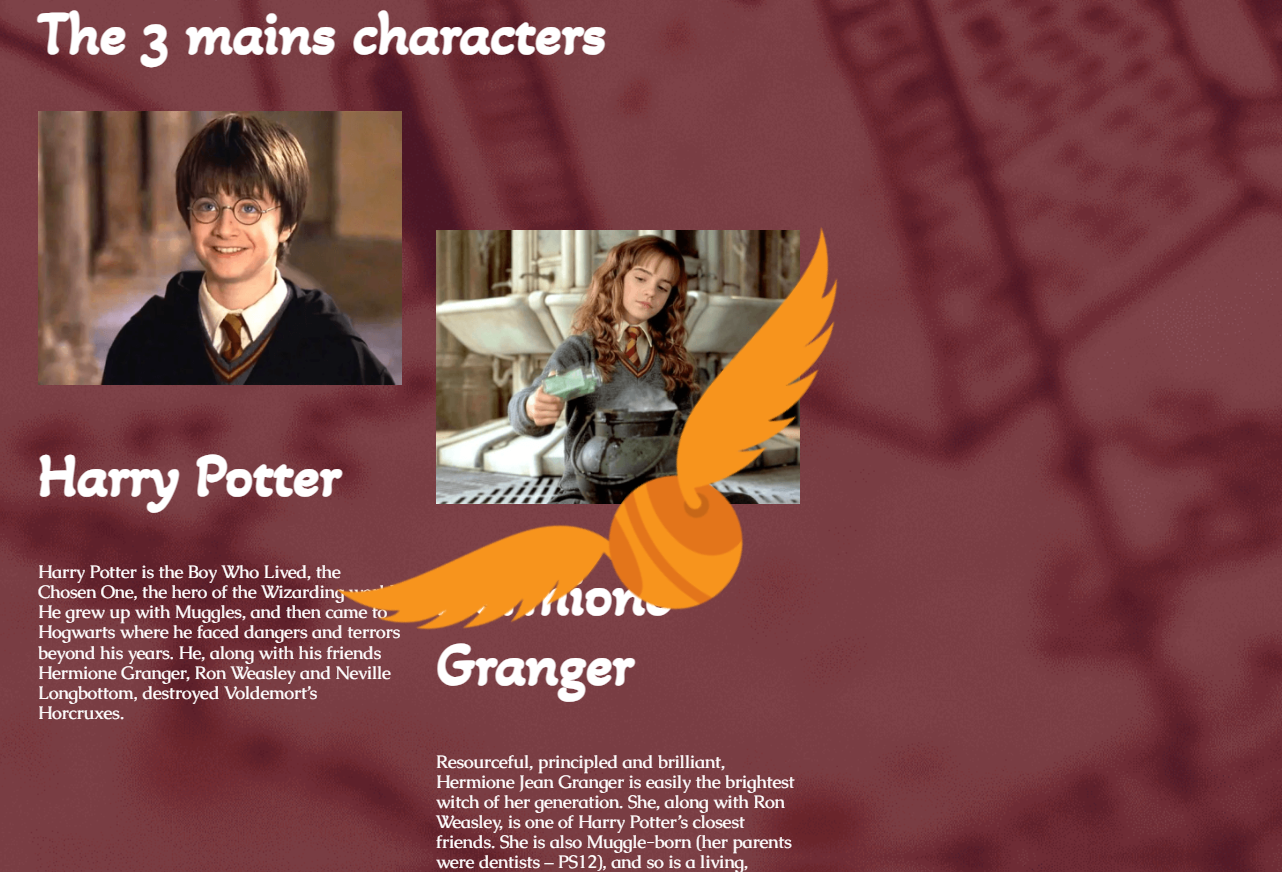 The 3 mains characters
Harry Potter
Harry Potter is the Boy Who Lived, the
Chosen One, the hero of the Wizarding
He grew up with Muggles, and then came to
Hogwarts where he faced dangers and terrors
beyond his years. He, along with his friends
Hermione Granger, Ron Weasley and Neville
Longbottom, destroyed Voldemort’s
Horcruxes.
Granger
Resourceful, principled and brilliant,
Hermione Jean Granger is easily the brightest
witch of her generation. She, along with Ron
Weasley, is one of Harry Potter’s closest
friends. She is also Muggle-born (her parents
were dentists – PS12), and so is a living,